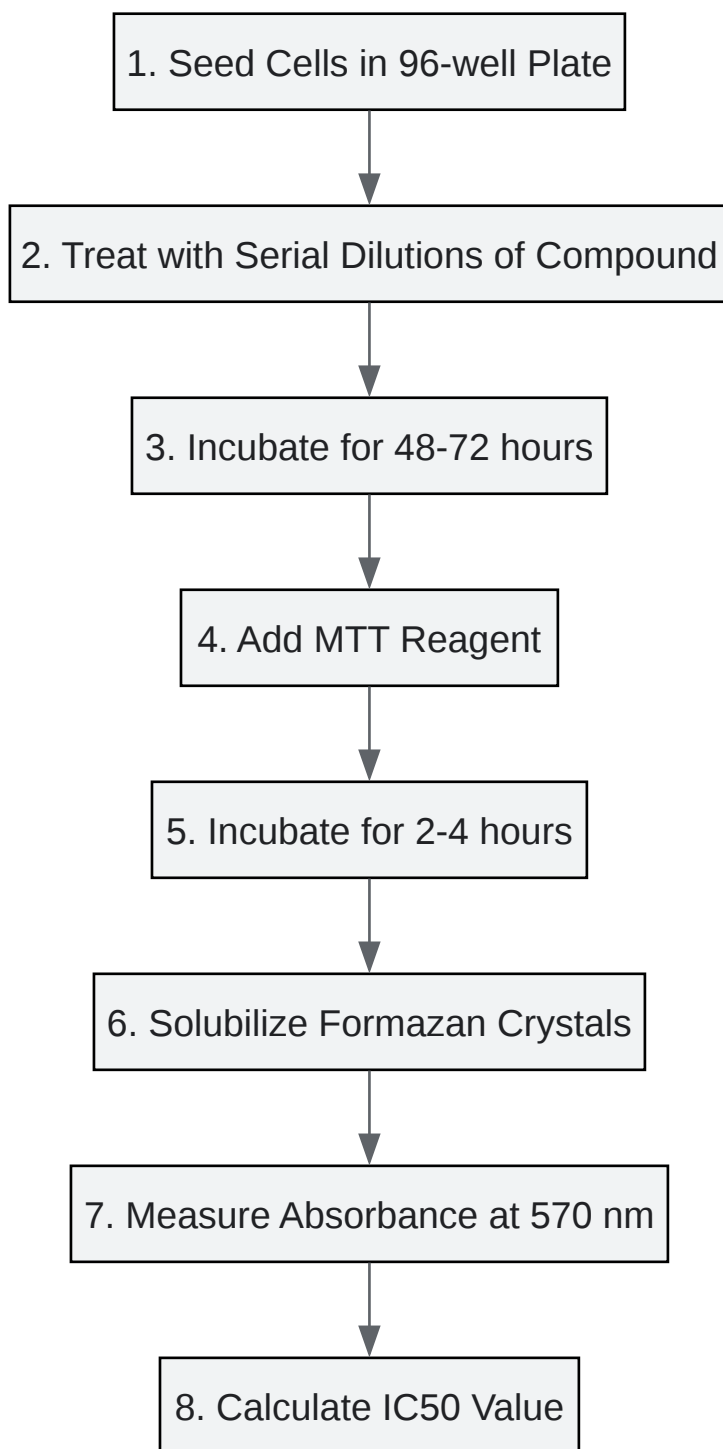 1. Seed Cells in 96-well Plate
2. Treat with Serial Dilutions of Compound
3. Incubate for 48-72 hours
4. Add MTT Reagent
5. Incubate for 2-4 hours
6. Solubilize Formazan Crystals
7. Measure Absorbance at 570 nm
8. Calculate IC50 Value